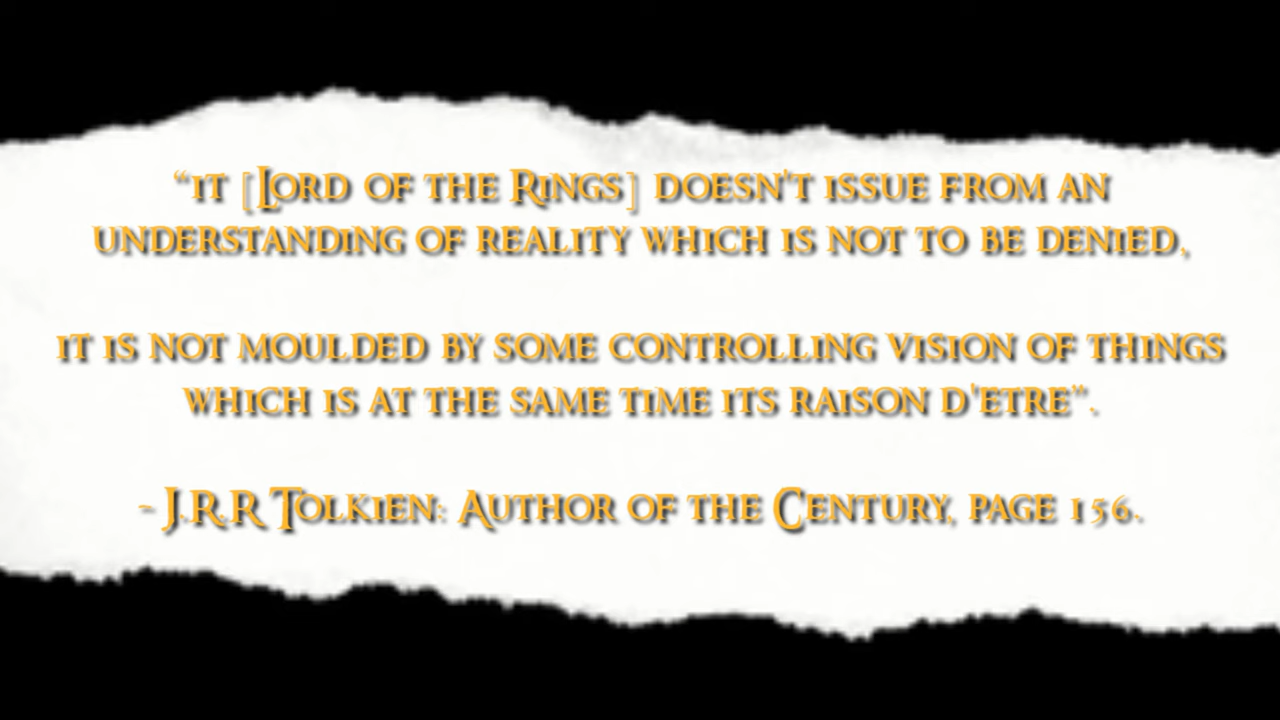 “it [Lord of the Rings] doesn't issue from an
understanding of reality which is not to be denied,
it is not moulded by some controlling vision of things
which is at the same time its raison d'etre”.
- J.R.R Tolkien: Author of the Century, page 156.